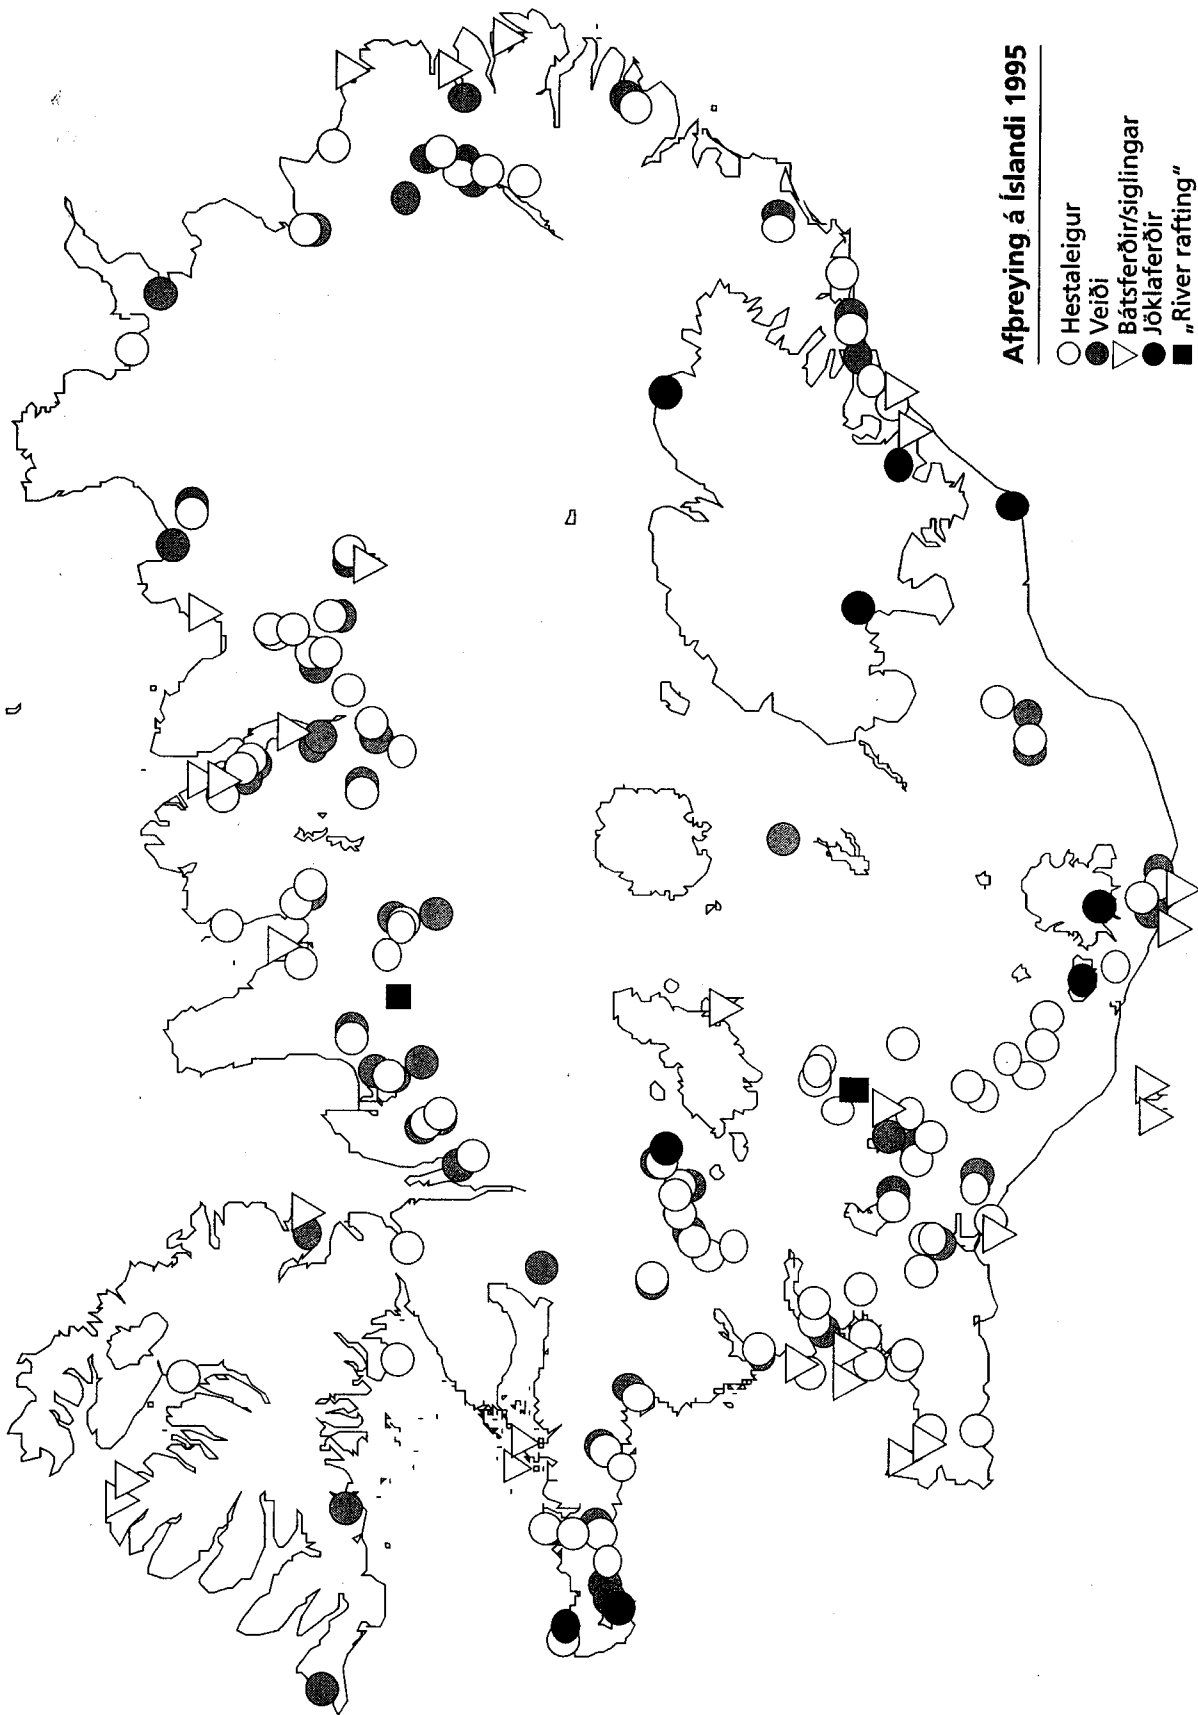 Afþreying á Íslandi 1995
Hestaleigur
Veiði
Bátsferðir/siglingar
Jöklaferðir
„River rafting“